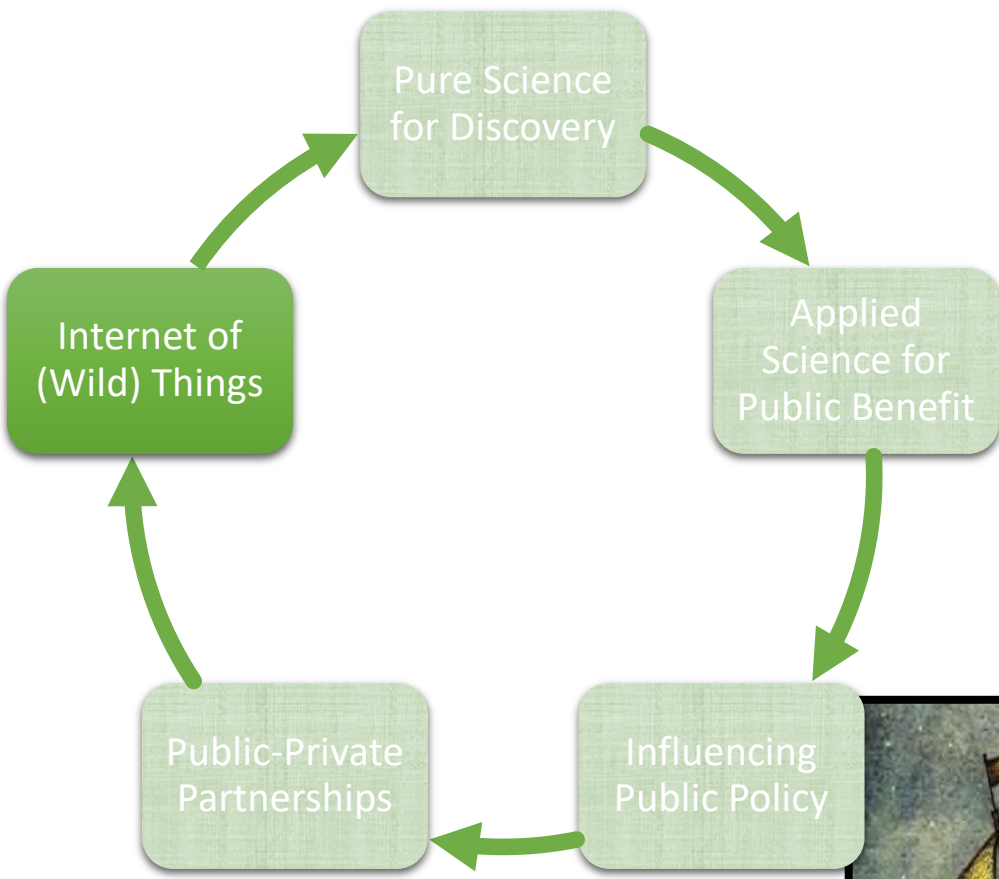 Pure Science
for Discovery
Applied
Science for
Public Benefit
Influencing
Public Policy
Public-Private
Partnerships
Internet of
(Wild) Things